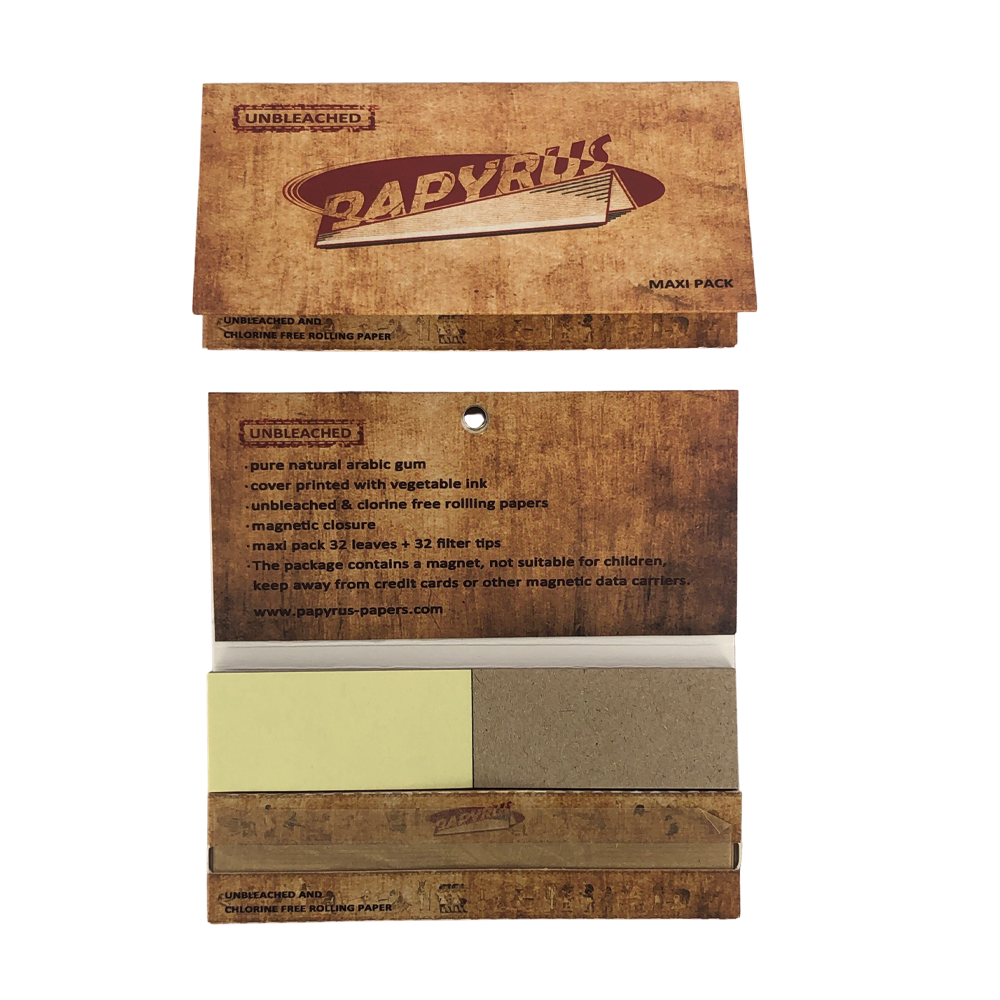 UNBLEACHED
PAPYRUS
MAXI PACK
UNBLEACHED AND
CHLORINE FREE ROLLING PAPER
UNBLEACHED
·pure natural arabic gum
·cover printed with vegetable ink
·unbleached & clorine free rollling papers
·magnetic closure
·maxi pack 32 leaves + 32 filter tips
·The package contains a magnet, not suitable for children,
keep away from credit cards or other magnetic data carriers.
www.papyrus-papers.com
PAPYRUS
UNBLEACHED AND
CHLORINE FREE ROLLING PAPER